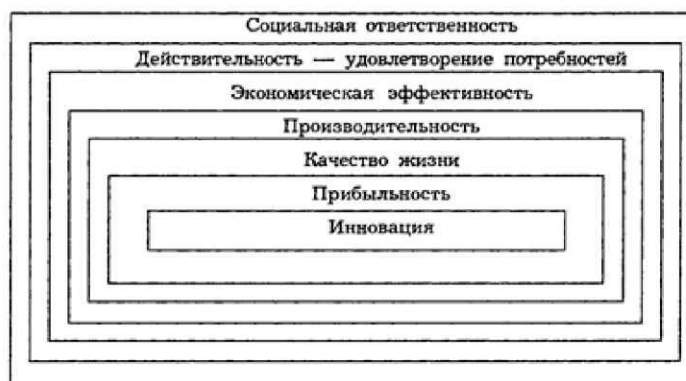 Социальная ответственность
Действительность — удовлетворение потребностей
Экономическая эффективность
Производительность
Качество жизни
Прибыльность
Инновация